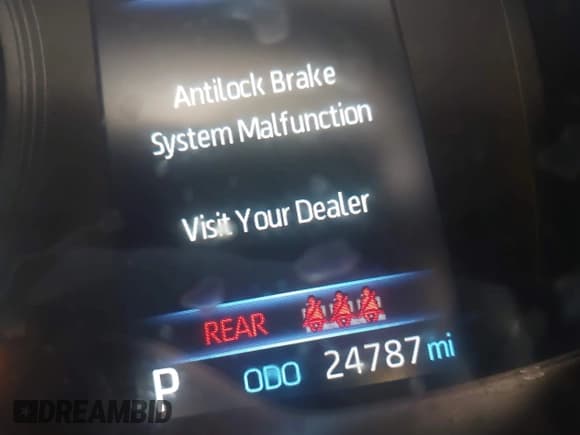 Antilock Brake
System Malfunction
Visit Your Dealer
REAR
P ODO 24787 mi
DREAMBID